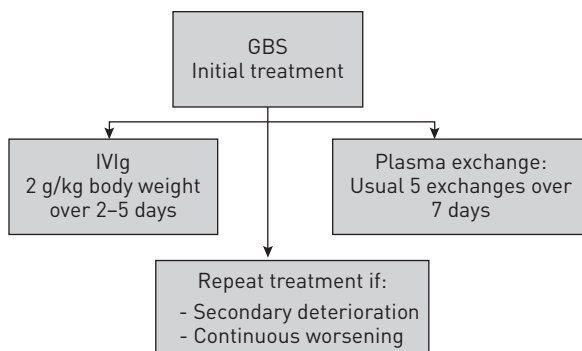 GBS
Initial treatment
IVIg
2 g/kg body weight
over 2–5 days
Plasma exchange:
Usual 5 exchanges over
7 days
Repeat treatment if:
- Secondary deterioration
- Continuous worsening